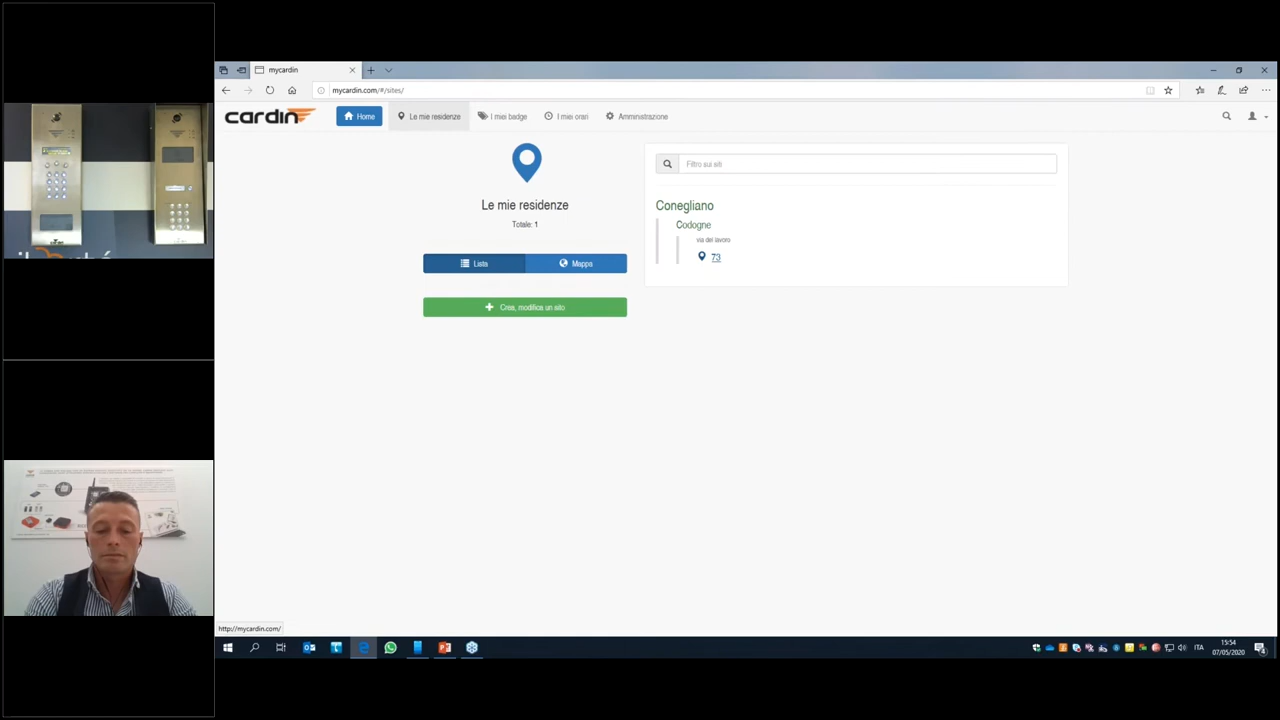 mycardin
mycardin.com/#/sites/
cardin
Home
Le mie residenze
I miei badge
I miei orari
Amministrazione
Le mie residenze
Totale: 1
Lista
Mappa
Crea, modifica un sito
Filtro sui siti
Conegliano
Codogne
via del lavoro
73
http://mycardin.com/
ITA
15:54
07/05/2020